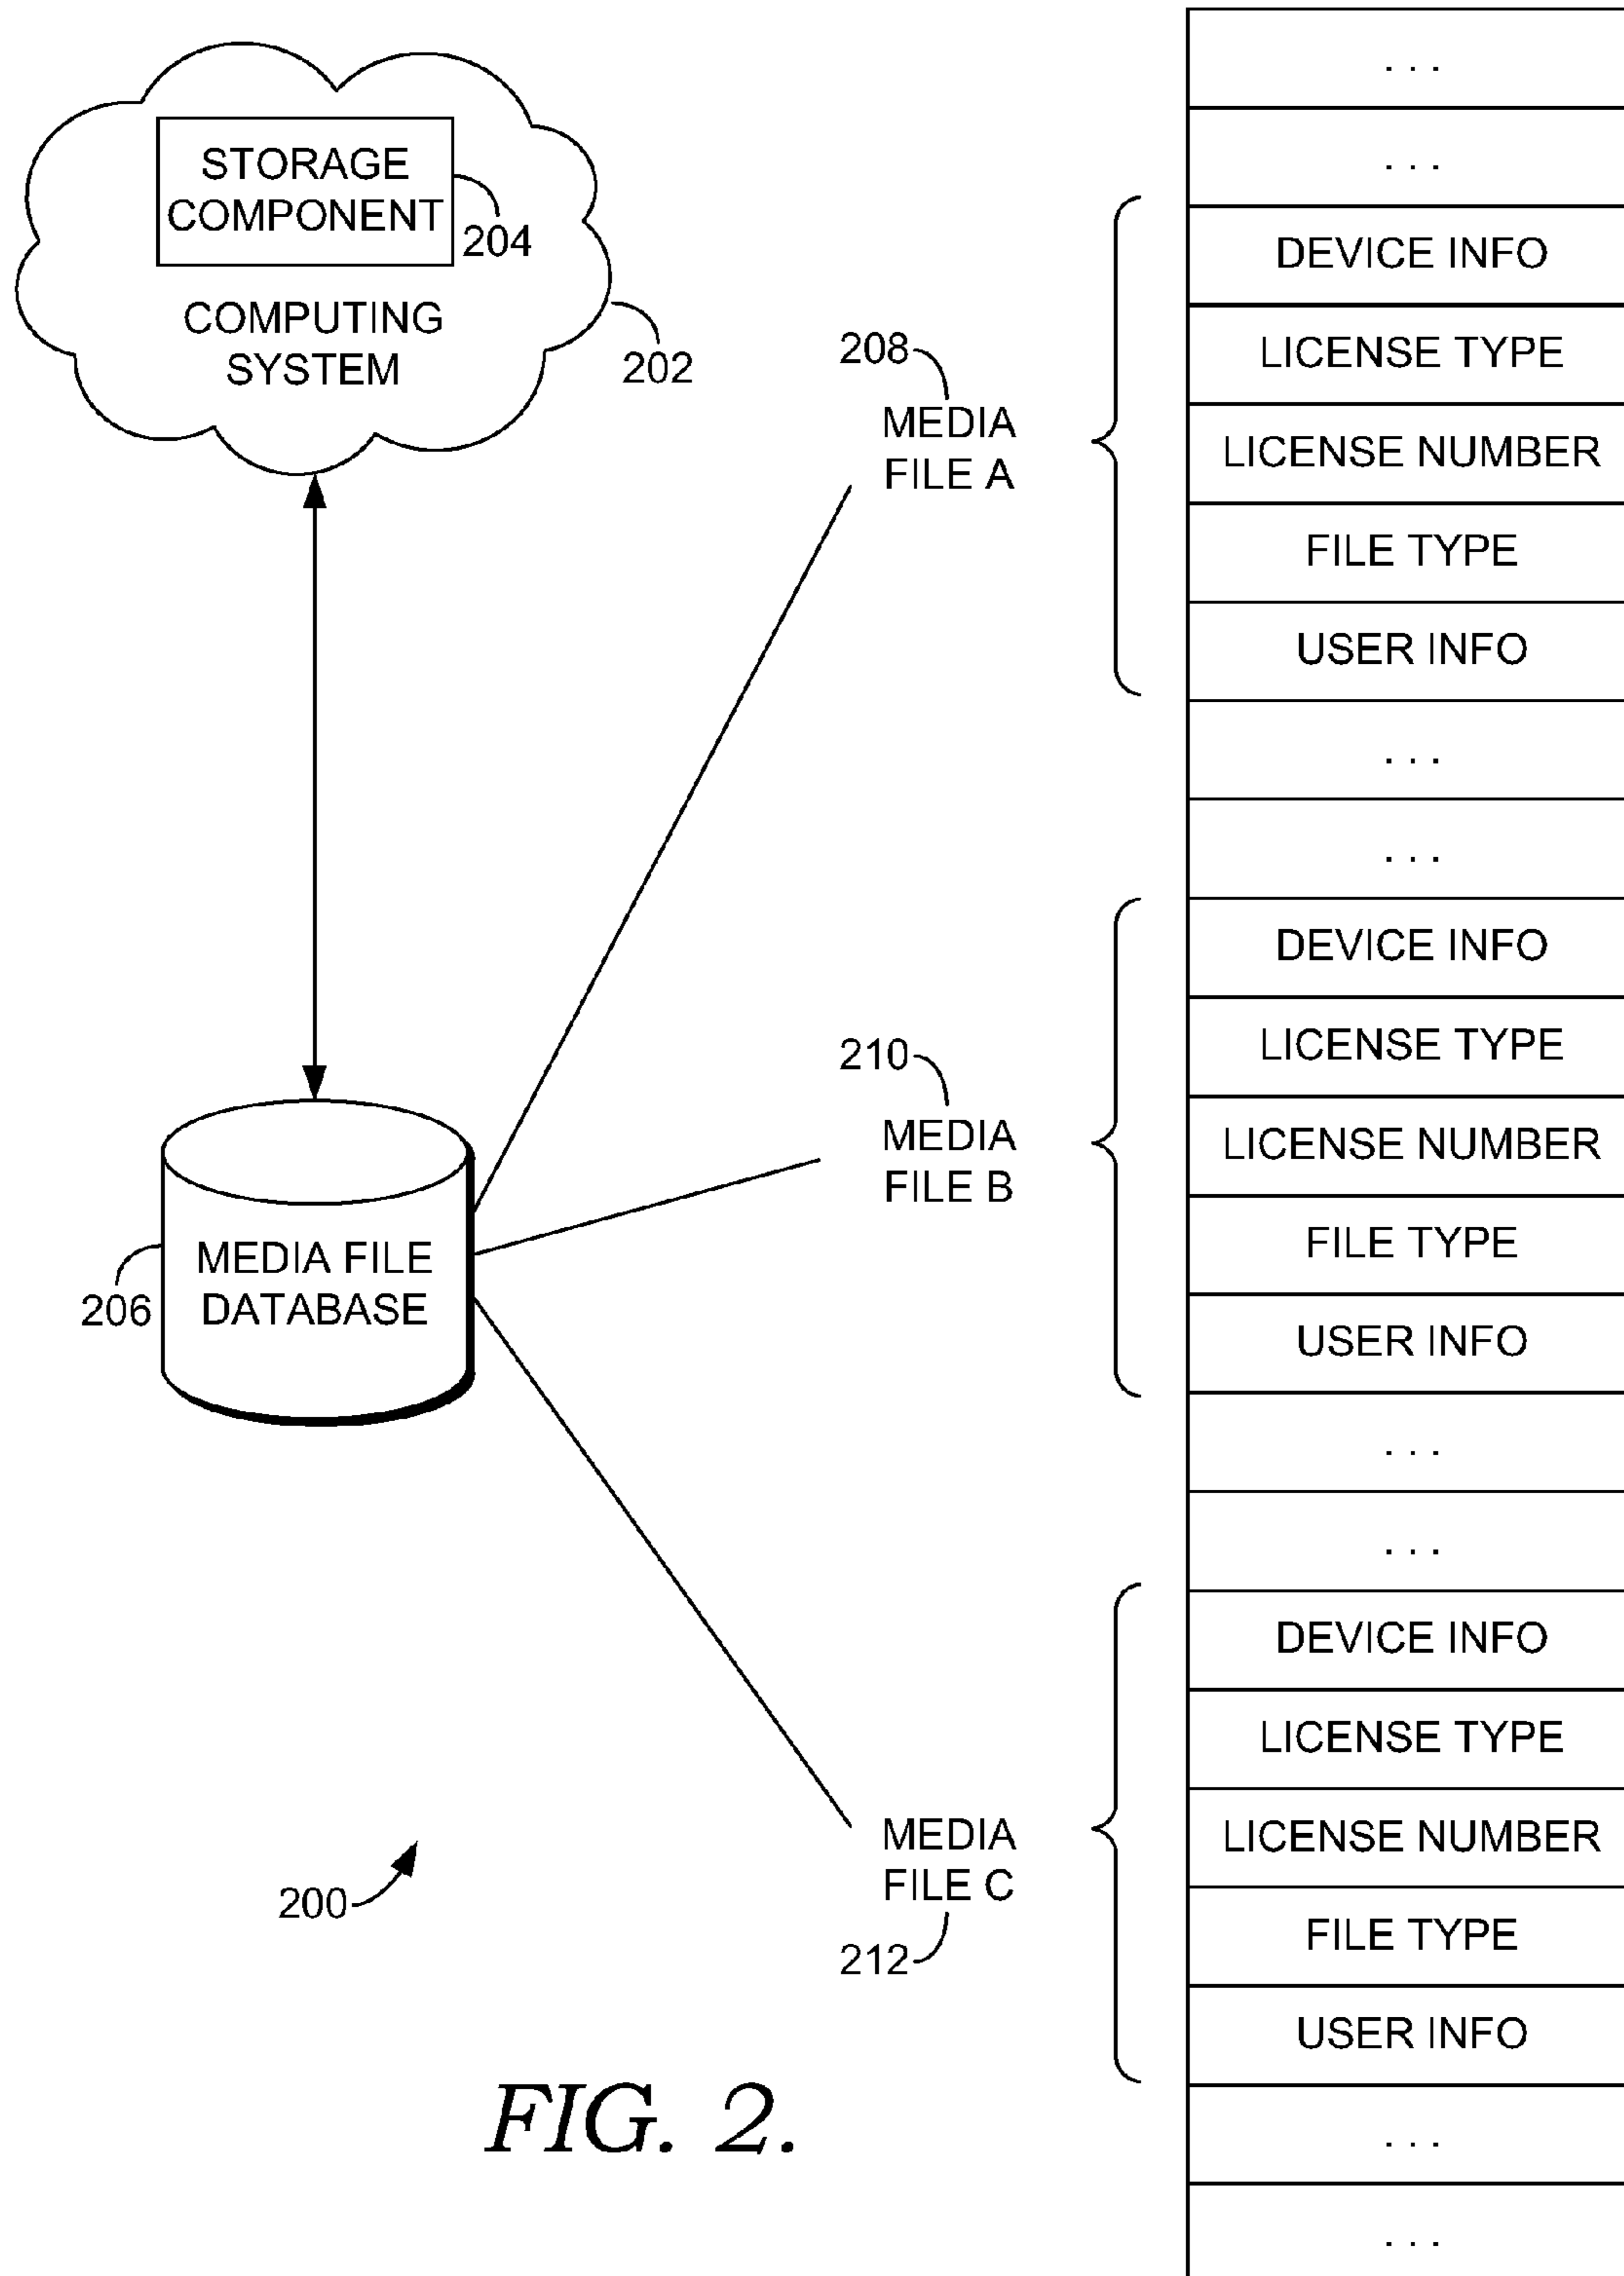 STORAGE
COMPONENT
204
COMPUTING
SYSTEM
202
206
MEDIA FILE
DATABASE
200
208
MEDIA
FILE A
210
MEDIA
FILE B
MEDIA
FILE C
212
. . .
. . .
DEVICE INFO
LICENSE TYPE
LICENSE NUMBER
FILE TYPE
USER INFO
. . .
. . .
DEVICE INFO
LICENSE TYPE
LICENSE NUMBER
FILE TYPE
USER INFO
. . .
. . .
DEVICE INFO
LICENSE TYPE
LICENSE NUMBER
FILE TYPE
USER INFO
. . .
. . .
FIG. 2.